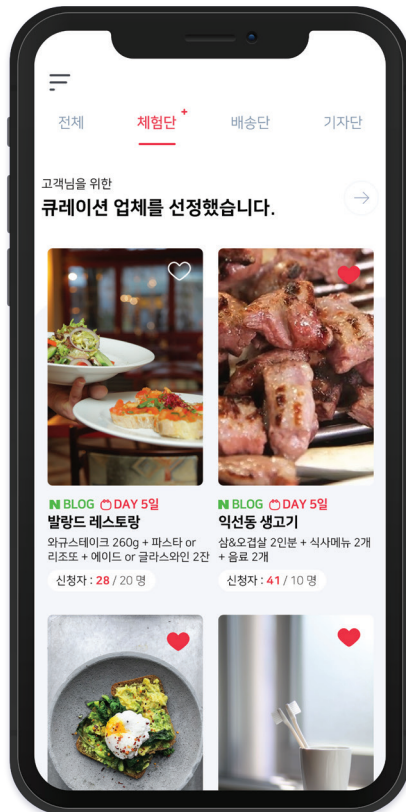 전체 체험단 + 배송단 기자단
고객님을 위한
큐레이션 업체를 선정했습니다.
N BLOG DAY 5일
발랑드 레스토랑
와규스테이크 260g + 파스타 or
리조또 + 에이드 or 글라스와인 2잔
신청자 : 28 / 20 명
N BLOG DAY 5일
익선동 생고기
삼&오겹살 2인분 + 식사메뉴 2개
+ 음료 2개
신청자 : 41 / 10 명